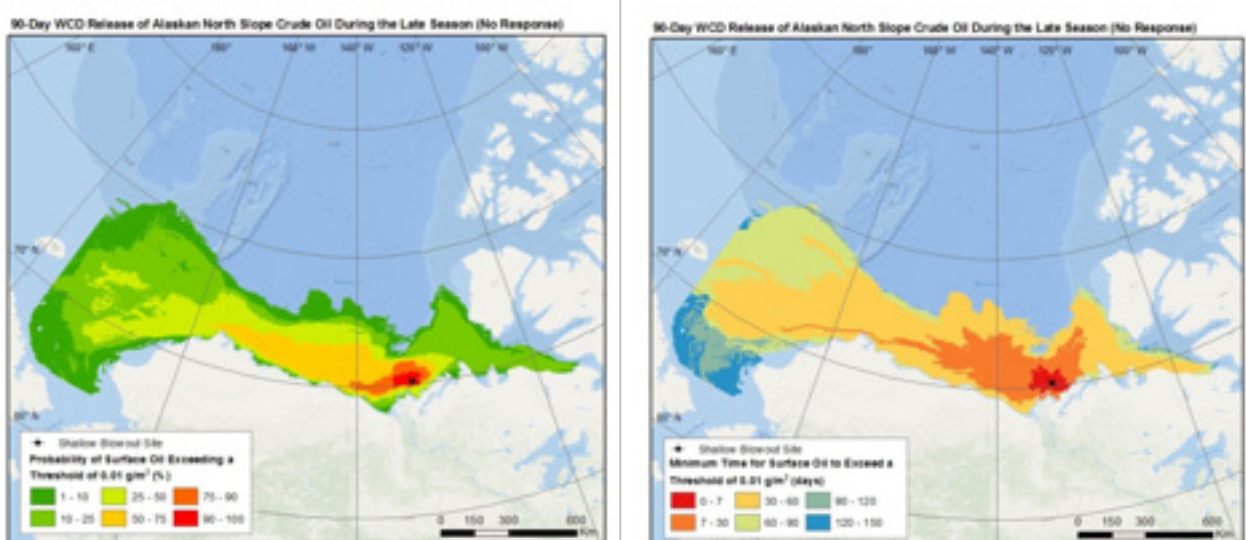 90-Day WCD Release of Alaskan North Slope Crude Oil During the Late Season (No Response)
160° E 180° 160° W 140° W 120° W 100° W
70° N
Shallow Blowout Site
Probability of Surface Oil Exceeding a
Threshold of 0.01 g/m² (%)
1 - 10 25 - 50 75 - 90
10 - 25 50 - 75 90 - 100
0 150 300 600
Km
90-Day WCD Release of Alaskan North Slope Crude Oil During the Late Season (No Response)
160° E 180° 160° W 140° W 120° W 100° W
70° N
Shallow Blowout Site
Minimum Time for Surface Oil to Exceed a
Threshold of 0.01 g/m² (days)
0 - 7 30 - 60 90 - 120
7 - 30 60 - 90 120 - 150
0 150 300 600
Km